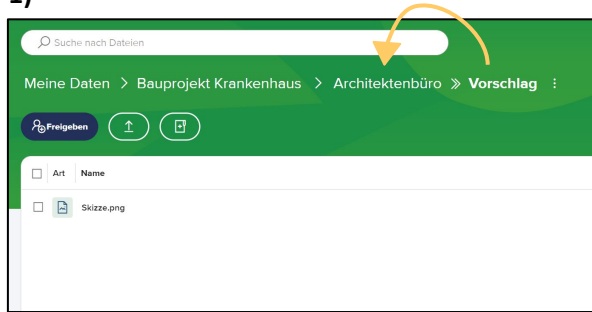 1)
Suche nach Dateien
Meine Daten > Bauprojekt Krankenhaus > Architektenbüro >> Vorschlag ⋮
Freigeben
Art Name
Skizze.png